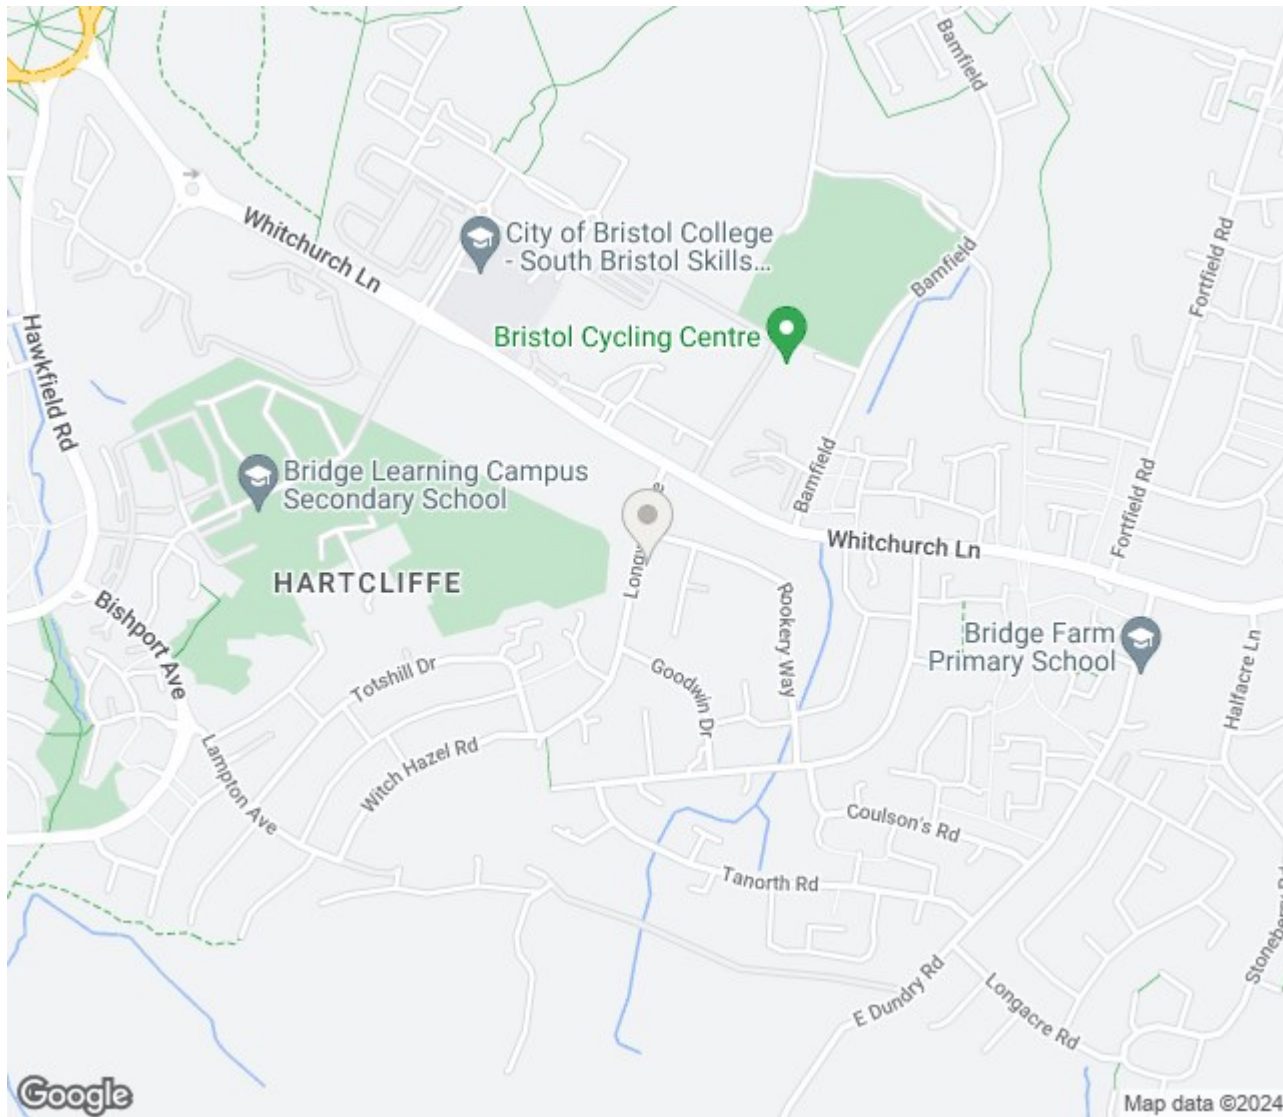 Bamfield
Whitchurch Ln
City of Bristol College
- South Bristol Skills...
Fortfield Rd
Bamfield
Hawkfield Rd
Bristol Cycling Centre
Bamfield
Bridge Learning Campus
Secondary School
Fortfield Rd
Whitchurch Ln
HARTCLIFFE
Bishport Ave
Rookery Way
Bridge Farm
Primary School
Halfacre Ln
Totshill Dr
Goodwin Dr
Lampton Ave
Witch Hazel Rd
Coulson's Rd
Tanorth Rd
E Dundry Rd
Longacre Rd
Google
Map data ©2024